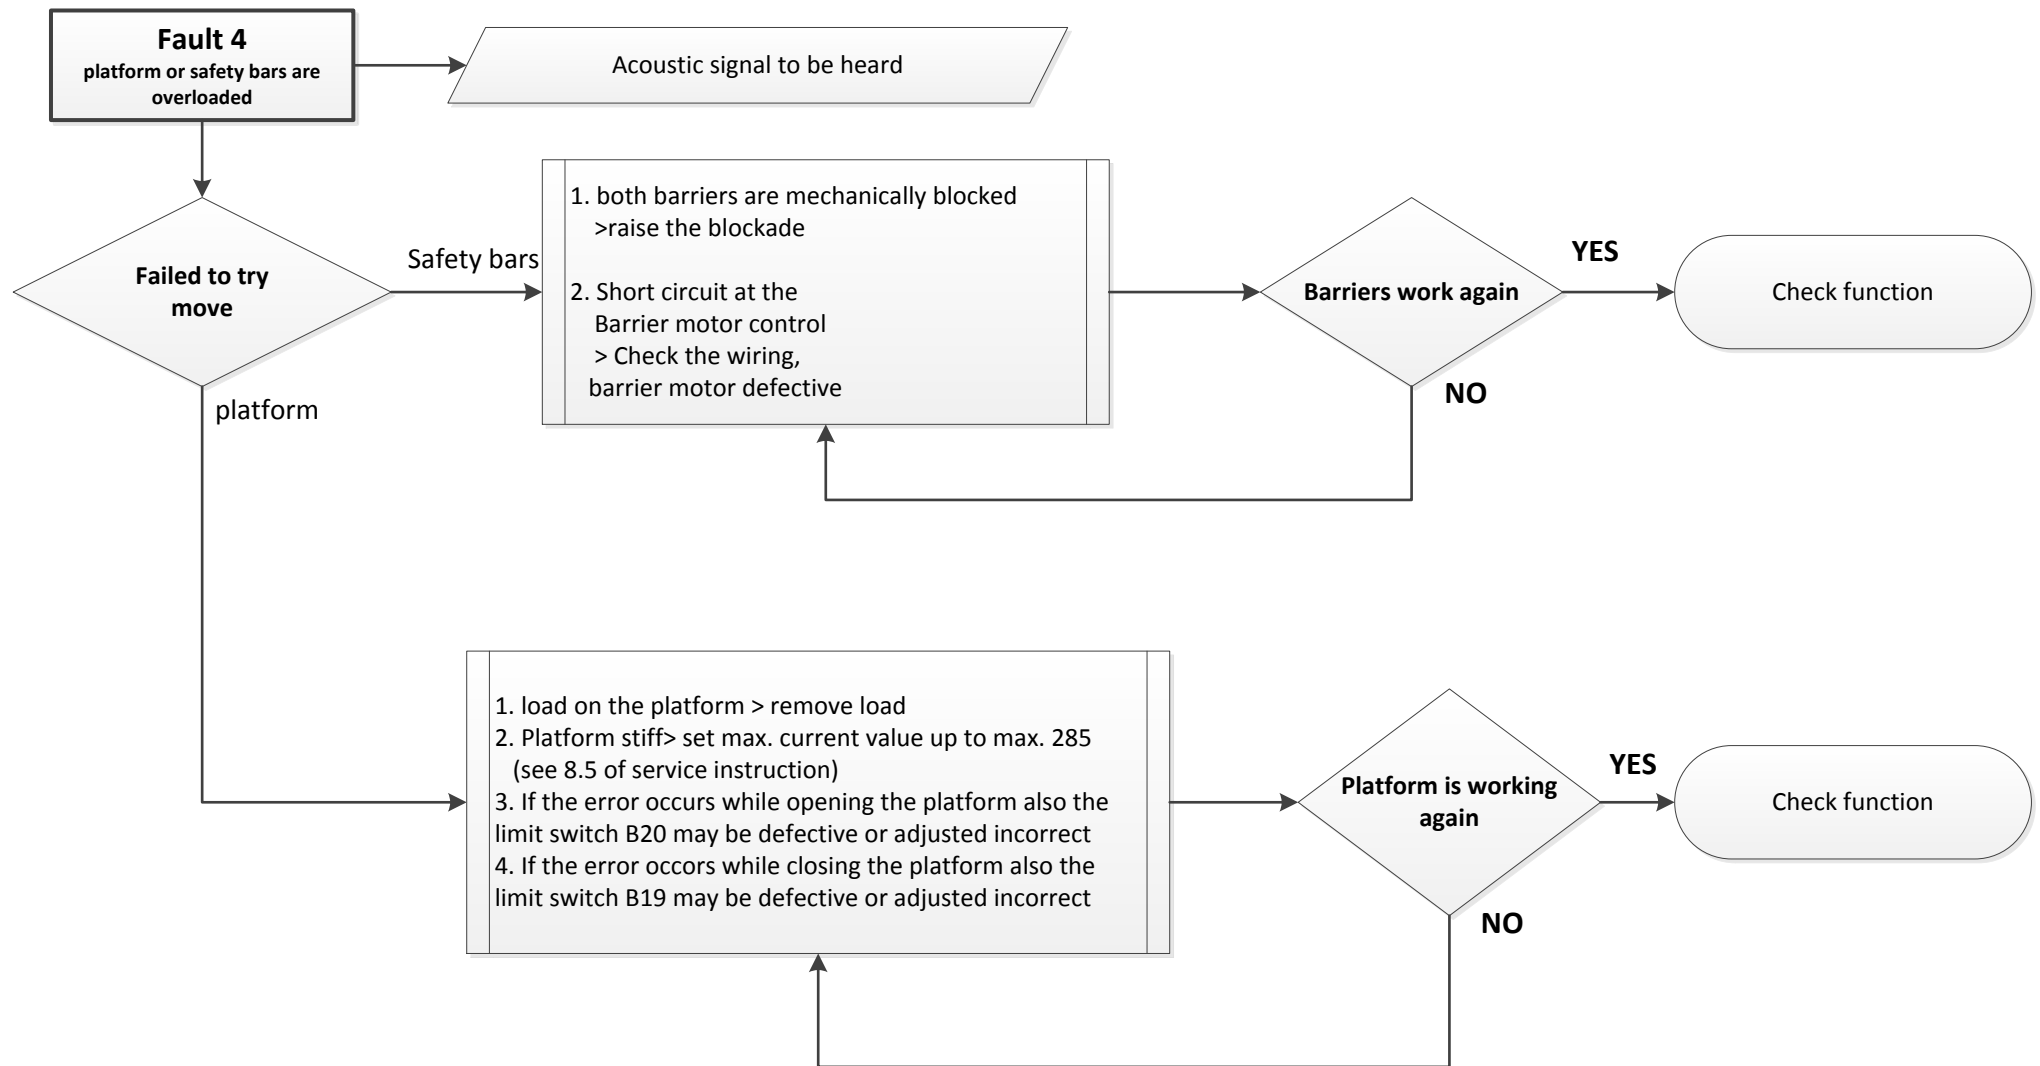 Fault 4
platform or safety bars are
overloaded
Acoustic signal to be heard
Failed to try
move
Safety bars
platform
1. both barriers are mechanically blocked
>raise the blockade
2. Short circuit at the
Barrier motor control
> Check the wiring,
barrier motor defective
Barriers work again
YES
NO
Check function
1. load on the platform > remove load
2. Platform stiff> set max. current value up to max. 285
(see 8.5 of service instruction)
3. If the error occurs while opening the platform also the
limit switch B20 may be defective or adjusted incorrect
4. If the error occors while closing the platform also the
limit switch B19 may be defective or adjusted incorrect
Platform is working
again
YES
NO
Check function